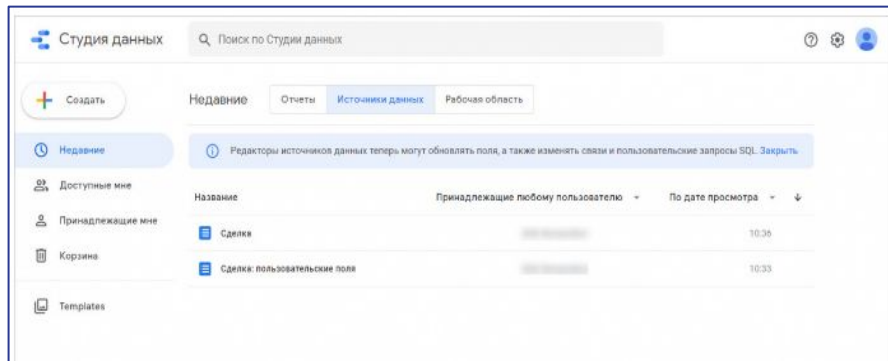 Студия данных
Поиск по Студии данных
Создать
Недавние
Отчеты
Источники данных
Рабочая область
Недавние
Редакторы источников данных теперь могут обновлять поля, а также изменять связи и пользовательские запросы SQL. Закрыть
Доступные мне
Принадлежащие мне
Корзина
Templates
Название
Принадлежащие любому пользователю
По дате просмотра
Сделка
10:36
Сделка: пользовательские поля
10:33